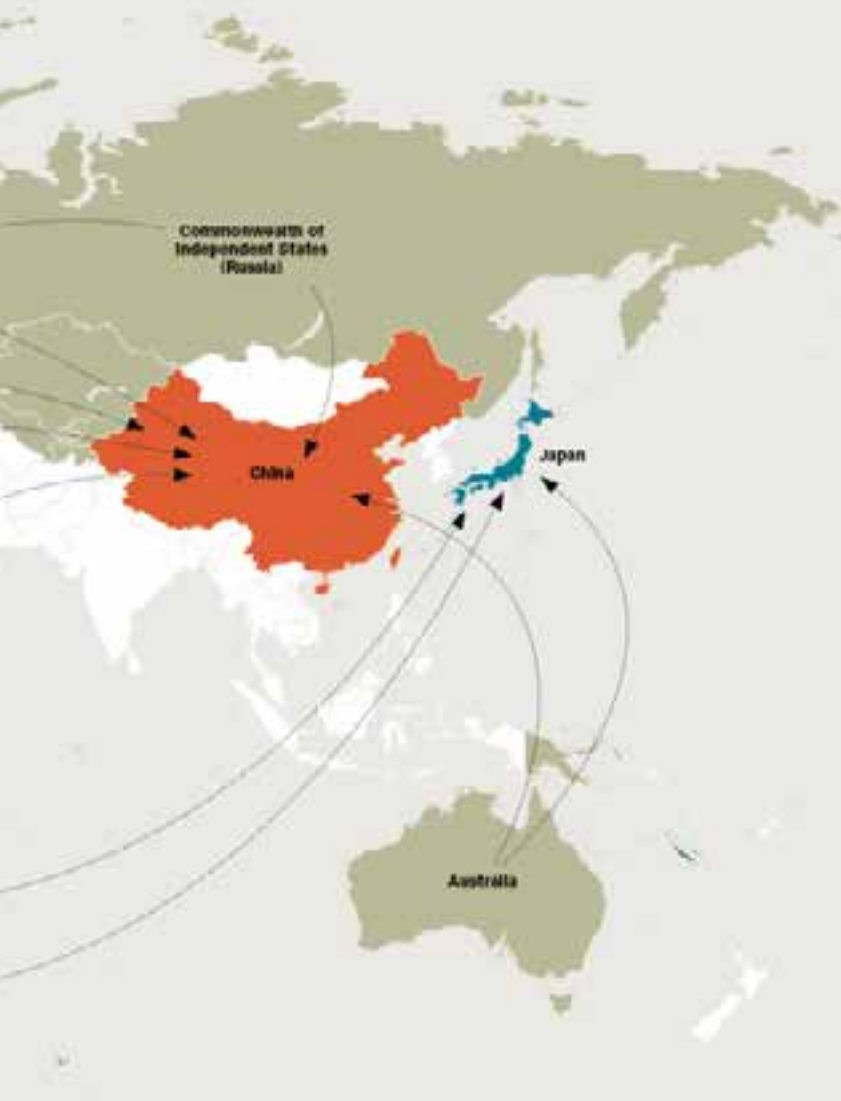 Commonwealth of
Independent States
(Russia)
China
Japan
Australia